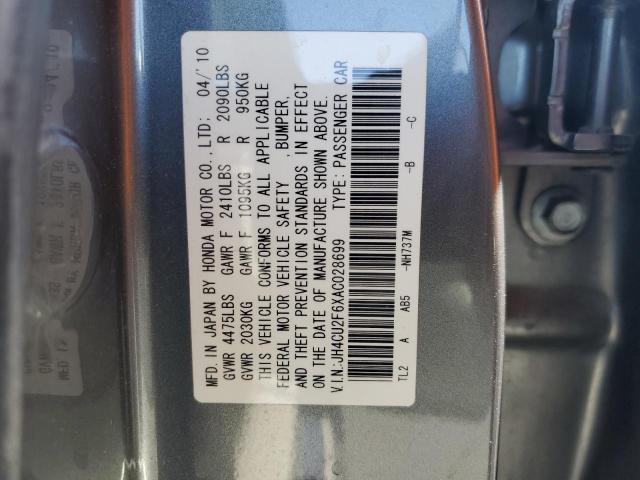 MFD. IN JAPAN BY HONDA MOTOR CO., LTD: 04/'10
GVWR 4475LBS GAWR F 2410LBS R 2090LBS
GVWR 2030KG GAWR F 1095KG R 950KG
THIS VEHICLE CONFORMS TO ALL APPLICABLE
FEDERAL MOTOR VEHICLE SAFETY , BUMPER,
AND THEFT PREVENTION STANDARDS IN EFFECT
ON THE DATE OF MANUFACTURE SHOWN ABOVE.
V.I.N.:JH4CU2F6XAC028699 TYPE: PASSENGER CAR
TL2 A AB5 -NH737M -B -C